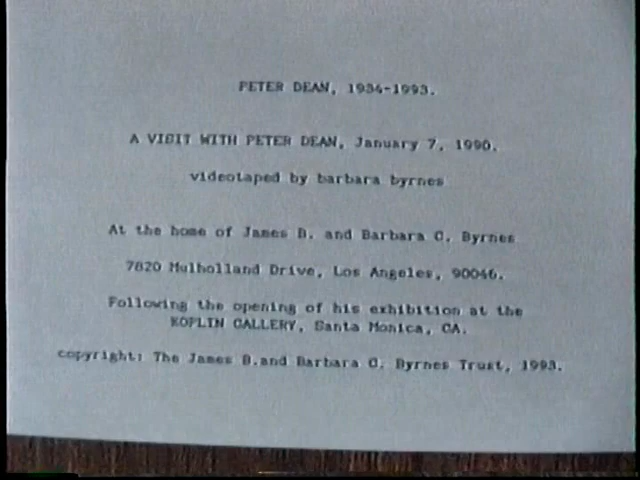 PETER DEAN, 1934-1993.
A VISIT WITH PETER DEAN, January 7, 1990.
videotaped by barbara byrnes
At the home of James B. and Barbara C. Byrnes
7820 Mulholland Drive, Los Angeles, 90046.
Following the opening of his exhibition at the
KOPLIN GALLERY, Santa Monica, CA.
copyright: The James B.and Barbara C. Byrnes Trust, 1993.